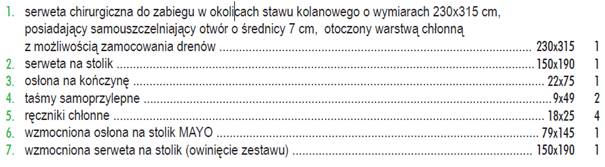 1. serweta chirurgiczna do zabiegu w okolicach stawu kolanowego o wymiarach 230x315 cm,
posiadający samouszczelniający otwór o średnicy 7 cm, otoczony warstwą chłonną
z możliwością zamocowania drenów ........ 230x315 1
2. serweta na stolik ........ 150x190 1
3. osłona na kończynę ........ 22x75 1
4. taśmy samoprzylepne ........ 9x49 2
5. ręczniki chłonne ........ 18x25 4
6. wzmocniona osłona na stolik MAYO ........ 79x145 1
7. wzmocniona serweta na stolik (owinięcie zestawu) ........ 150x190 1